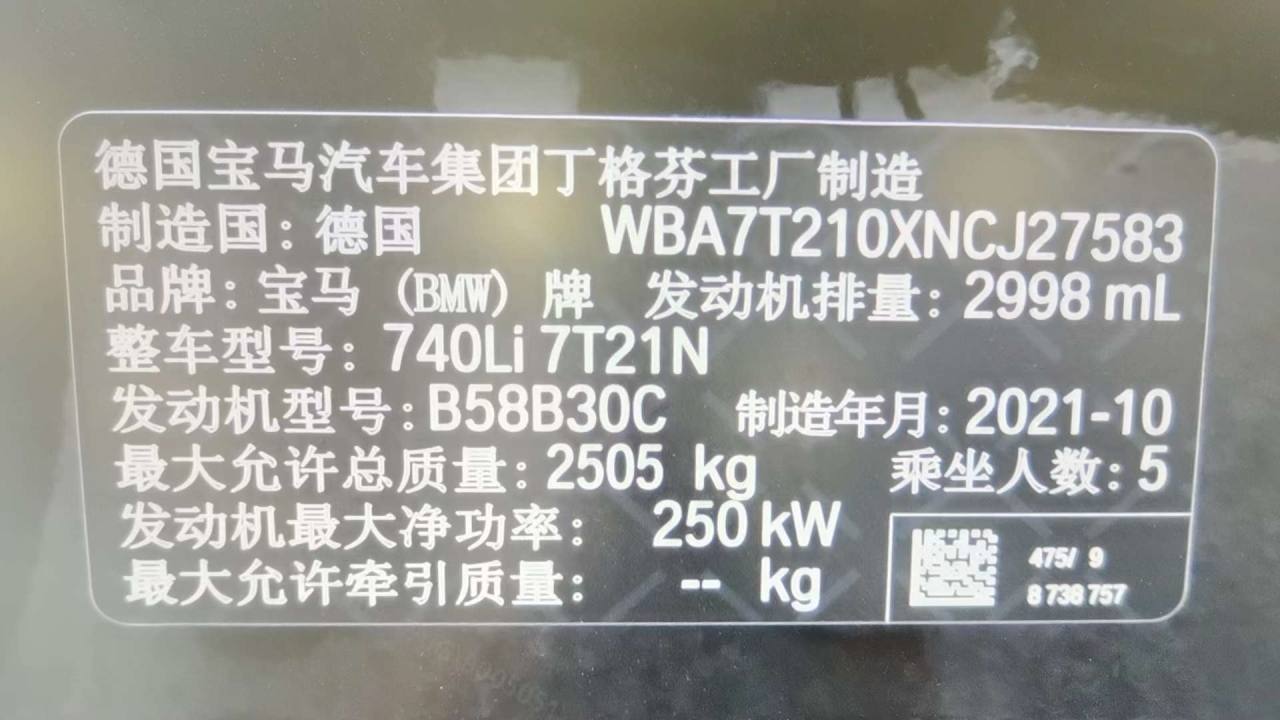 德国宝马汽车集团丁格芬工厂制造
制造国：德国 WBA7T210XNCJ27583
品牌：宝马（BMW）牌 发动机排量：2998 mL
整车型号：740Li 7T21N
发动机型号：B58B30C 制造年月：2021-10
最大允许总质量：2505 kg 乘坐人数：5
发动机最大净功率： 250 kW
最大允许牵引质量： -- kg
475/ 9
8 738 757